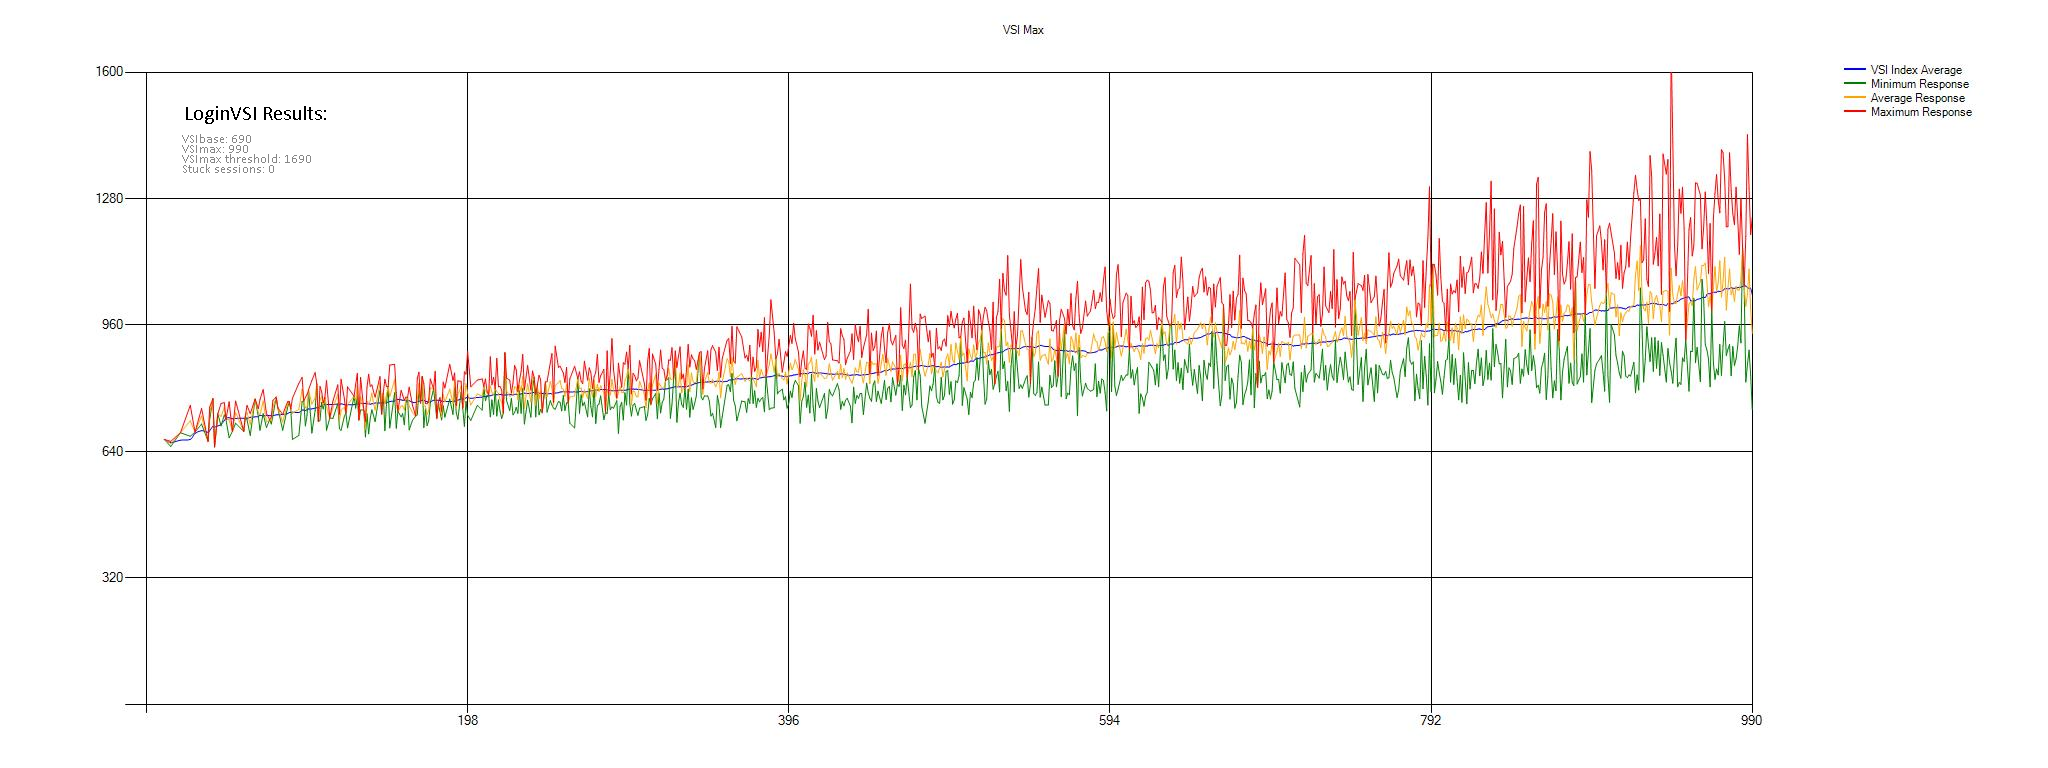 VSI Max
1600
1280
960
640
320
198
396
594
792
990
LoginVSI Results:
VSIbase: 690
VSImax: 990
VSImax threshold: 1690
Stuck sessions: 0
VSI Index Average
Minimum Response
Average Response
Maximum Response